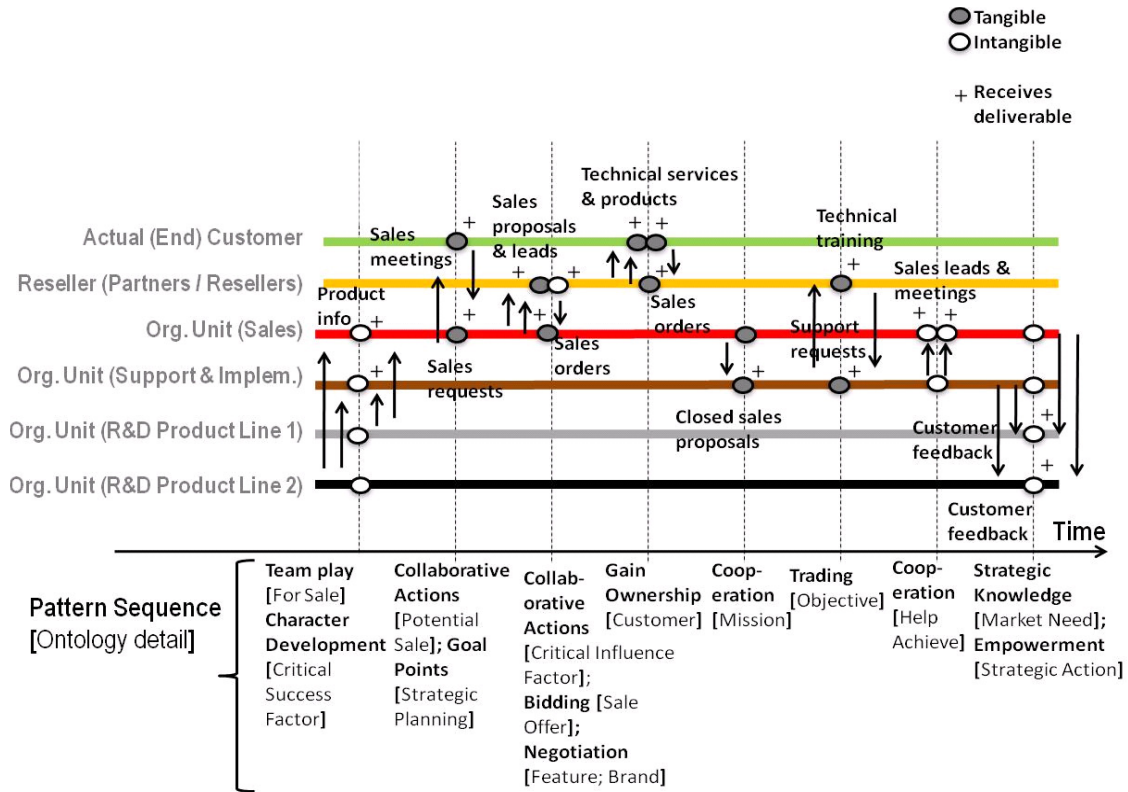 Tangible
Intangible
+ Receives
deliverable
Technical services
& products
Sales
proposals
& leads
Technical
training
Sales
meetings
Actual (End) Customer
Reseller (Partners / Resellers)
Sales leads &
meetings
Product
info
Sales
orders
Support
requests
Org. Unit (Sales)
Sales
orders
Sales
requests
Org. Unit (Support & Implem.)
Closed sales
proposals
Customer
feedback
Org. Unit (R&D Product Line 1)
Org. Unit (R&D Product Line 2)
Customer
feedback
Time
Pattern Sequence
[Ontology detail]
Team play
[For Sale]
Character
Development
[Critical
Success
Factor]
Collaborative
Actions
[Potential
Sale]; Goal
Points
[Strategic
Planning]
Collab-
orative
Actions
[Critical Influence
Factor];
Bidding [Sale
Offer];
Negotiation
[Feature; Brand]
Gain
Ownership
[Customer]
Coop-
eration
[Mission]
Trading
[Objective]
Coop-
eration
[Help
Achieve]
Strategic
Knowledge
[Market Need];
Empowerment
[Strategic Action]